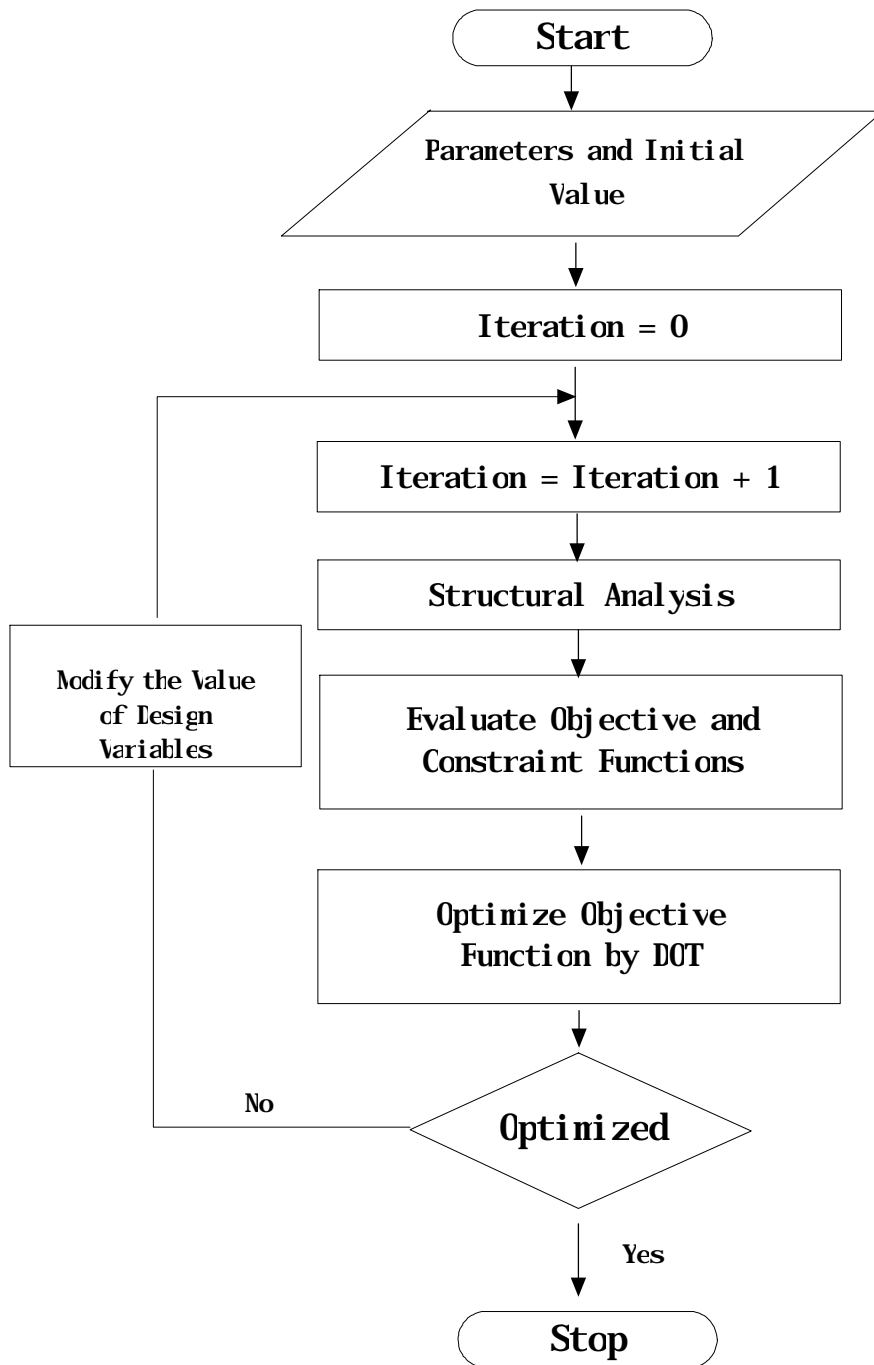 Start
Parameters and Initial
Value
Iteration = 0
Iteration = Iteration + 1
Structural Analysis
Modify the Value
of Design
Variables
Evaluate Objective and
Constraint Functions
Optimize Objective
Function by DOT
No
Optimized
Yes
Stop